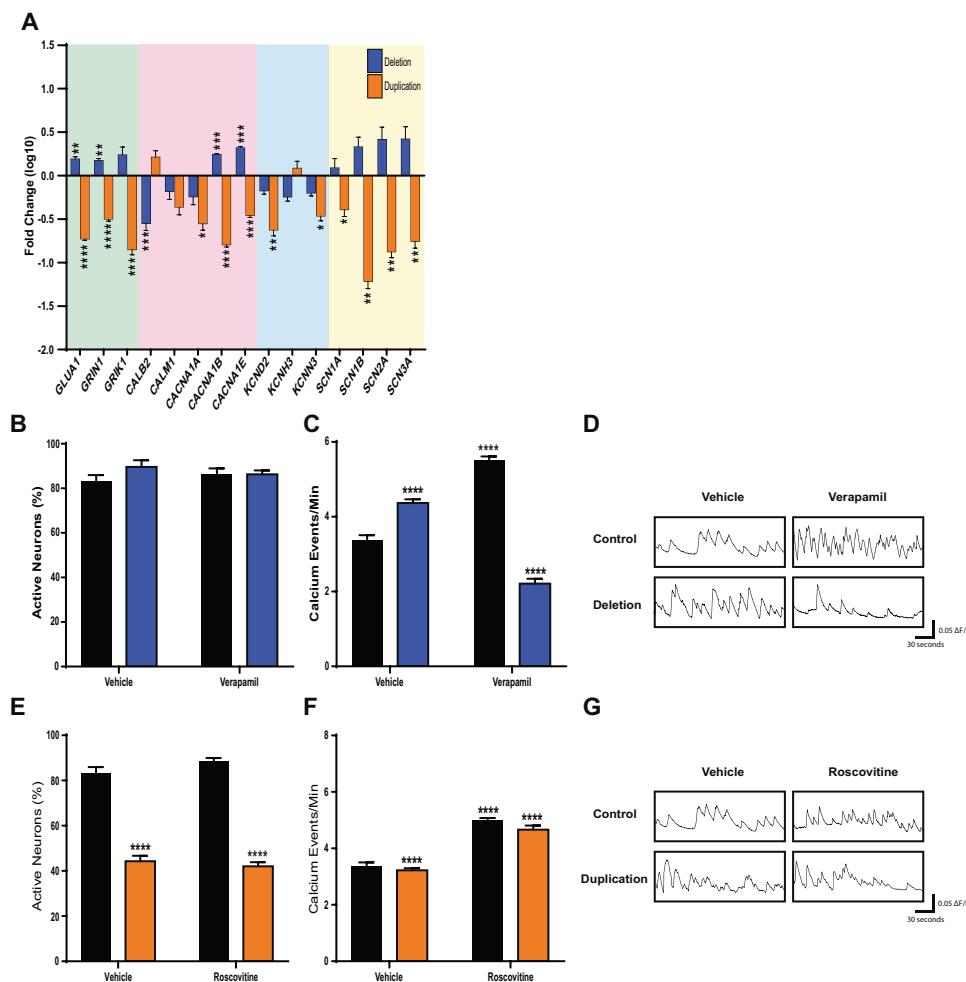 A
Fold Change (log10)
1.5
1.0
0.5
0.0
-0.5
-1.0
-1.5
-2.0
Deletion
Duplication
**
****
**
****
****
***
*
***
****
***
****
**
*
*
**
**
**
GLUA1
GRIN1
GRIK1
CALB2
CALM1
CACNA1A
CACNA1B
CACNA1E
KCND2
KCNH3
KCNN3
SCN1A
SCN1B
SCN2A
SCN3A
B
Active Neurons (%)
100
80
60
40
20
0
Vehicle
Verapamil
C
Calcium Events/Min
6
4
2
0
****
****
****
Vehicle
Verapamil
D
Vehicle
Verapamil
Control
Deletion
0.05 ΔF/
30 seconds
E
Active Neurons (%)
100
80
60
40
20
0
****
****
Vehicle
Roscovitine
F
Calcium Events/Min
8
6
4
2
0
****
****
****
Vehicle
Roscovitine
G
Vehicle
Roscovitine
Control
Duplication
0.05 ΔF/
30 seconds